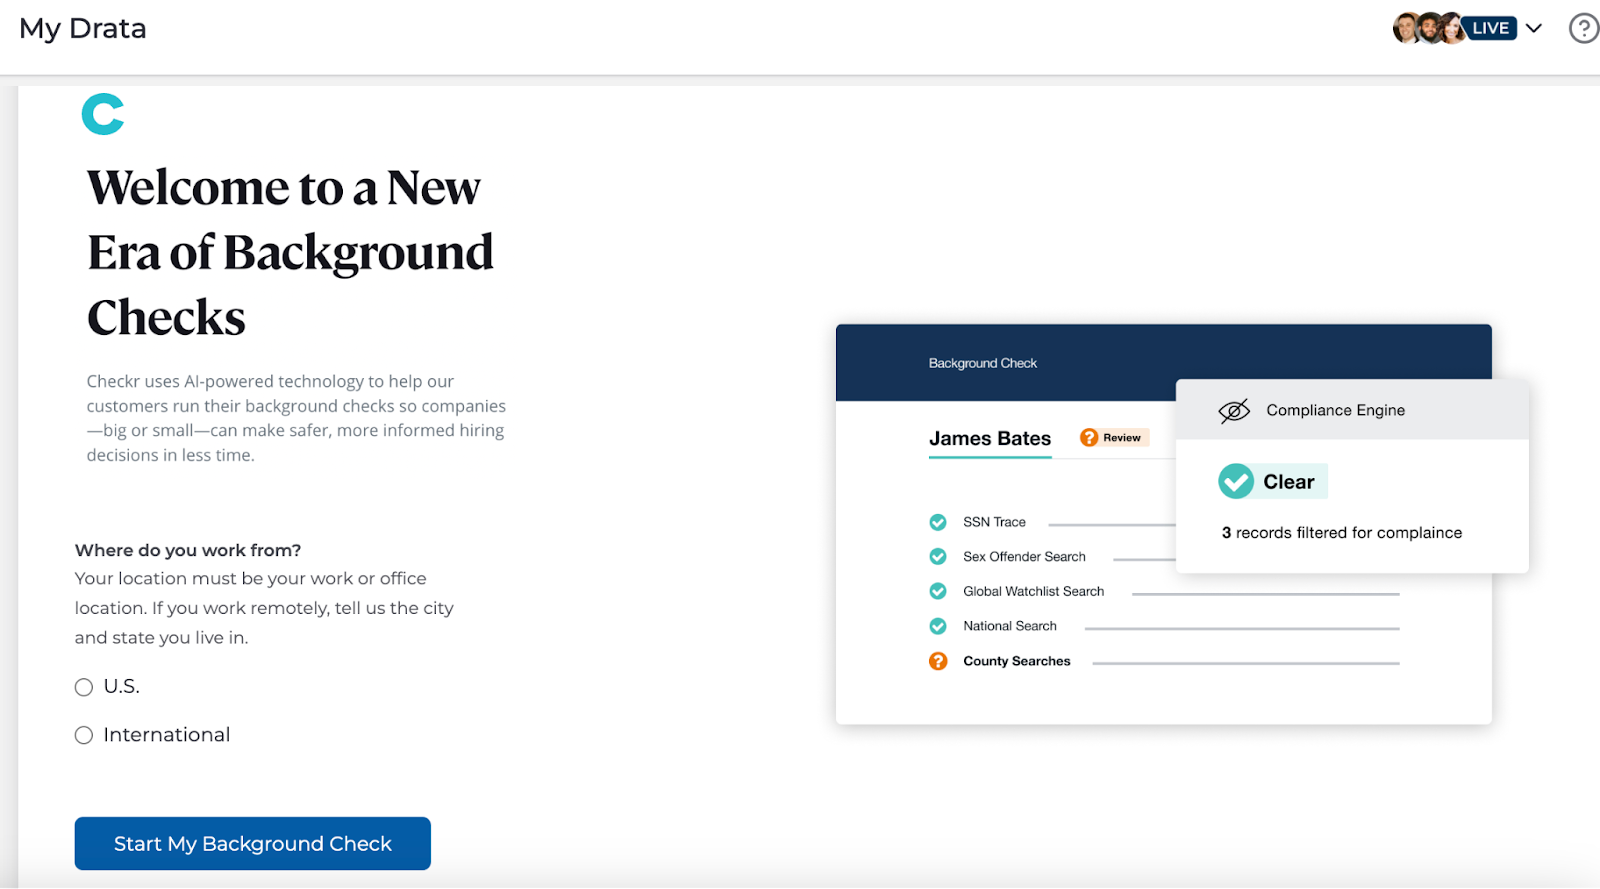 My Drata
LIVE
?
Welcome to a New
Era of Background
Checks
Checkr uses AI-powered technology to help our
customers run their background checks so companies
—big or small—can make safer, more informed hiring
decisions in less time.
Where do you work from?
Your location must be your work or office
location. If you work remotely, tell us the city
and state you live in.
U.S.
International
Start My Background Check
Background Check
James Bates
? Review
SSN Trace
Sex Offender Search
Global Watchlist Search
National Search
? County Searches
Compliance Engine
Clear
3 records filtered for complaince